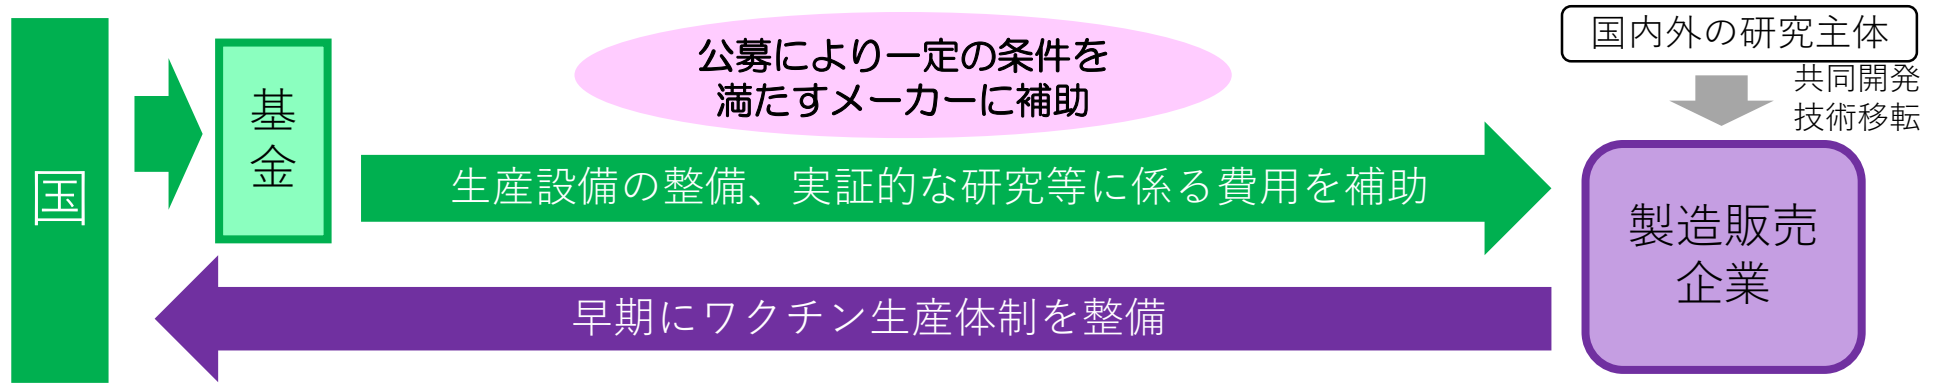 国
基
金
公募により一定の条件を
満たすメーカーに補助
生産設備の整備、実証的な研究等に係る費用を補助
早期にワクチン生産体制を整備
国内外の研究主体
共同開発
技術移転
製造販売
企業